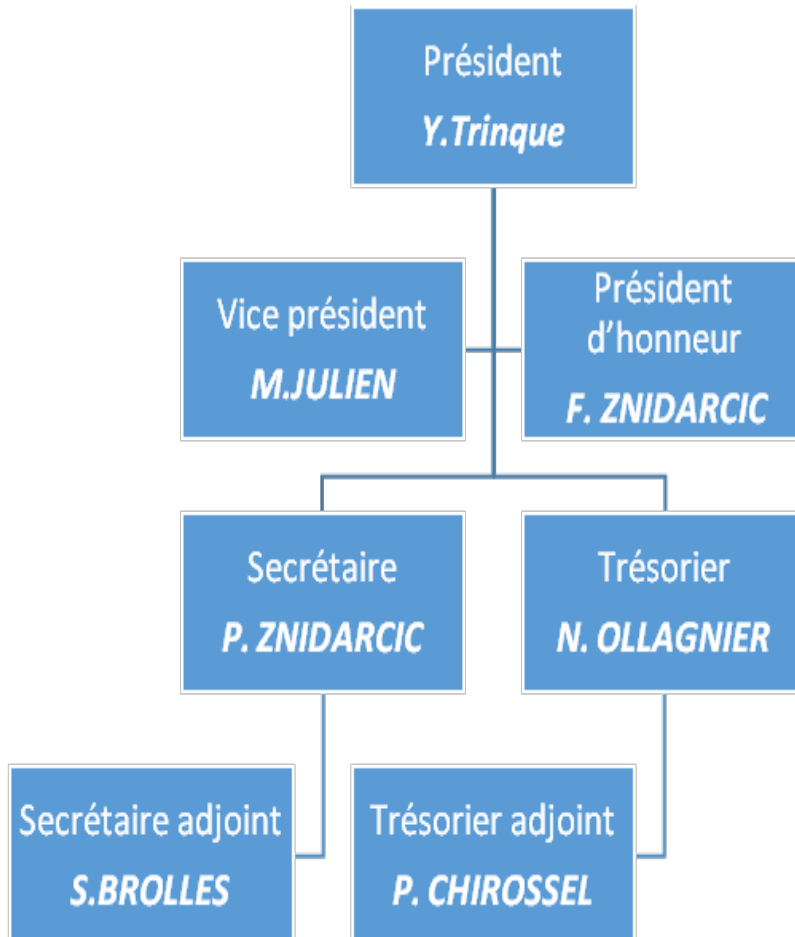 Président
Y.Trinque
Vice président
M.JULIEN
Président
d’honneur
F. ZNIDARCIC
Secrétaire
P. ZNIDARCIC
Trésorier
N. OLLAGNIER
Secrétaire adjoint
S.BROLLES
Trésorier adjoint
P. CHIROSSEL